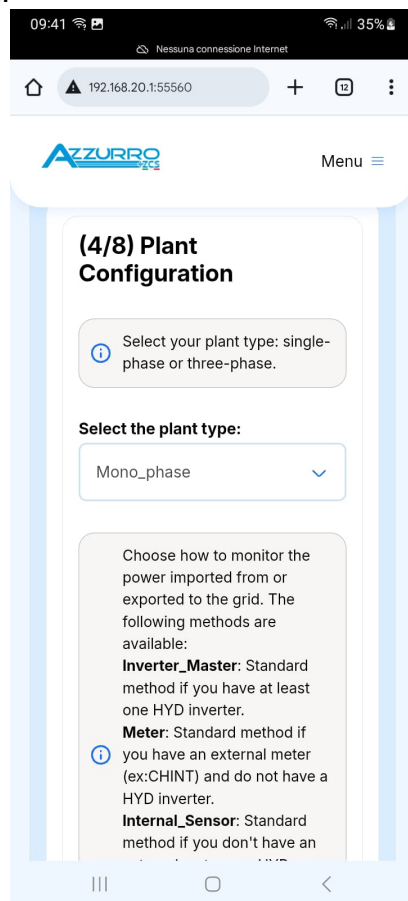 09:41 35%
Nessuna connessione Internet
192.168.20.1:55560 12
AZZURRO ZCS Menu
(4/8) Plant
Configuration
Select your plant type: single-
phase or three-phase.
Select the plant type:
Mono_phase
Choose how to monitor the
power imported from or
exported to the grid. The
following methods are
available:
Inverter_Master: Standard
method if you have at least
one HYD inverter.
Meter: Standard method if
you have an external meter
(ex:CHINT) and do not have a
HYD inverter.
Internal_Sensor: Standard
method if you don't have an